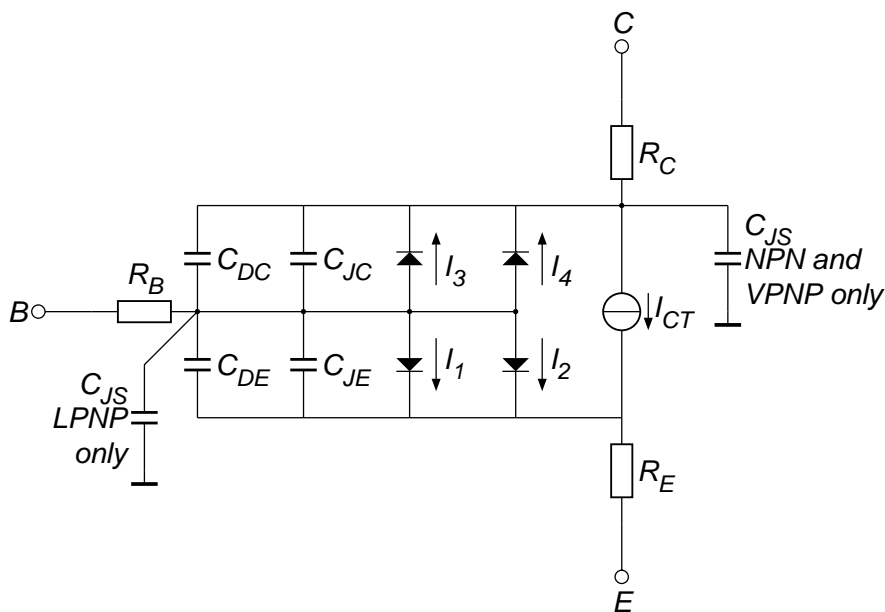 C
R_C
C_JS
NPN and
VPNP only
C_DC
C_JC
I_3
I_4
R_B
B
I_CT
C_DE
C_JE
I_1
I_2
C_JS
LPNP
only
R_E
E